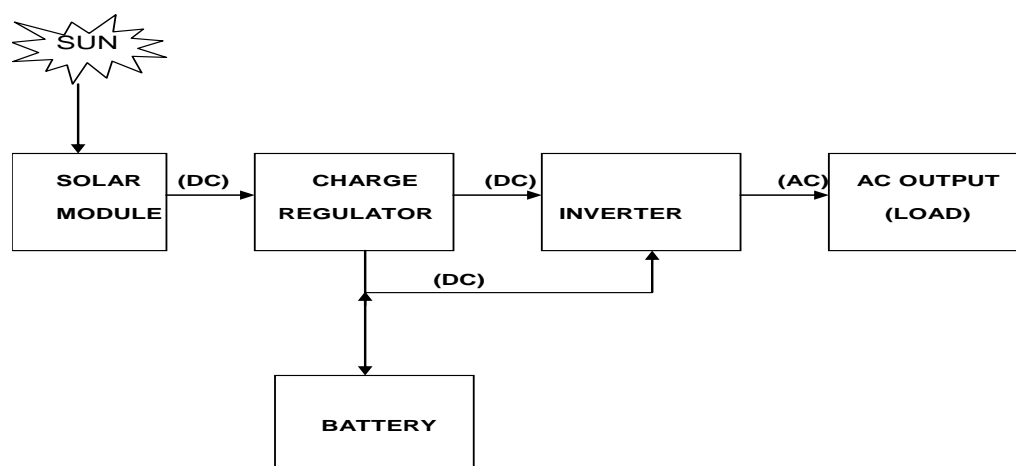 SUN
SOLAR
MODULE
(DC)
CHARGE
REGULATOR
(DC)
INVERTER
(AC)
AC OUTPUT
(LOAD)
(DC)
BATTERY